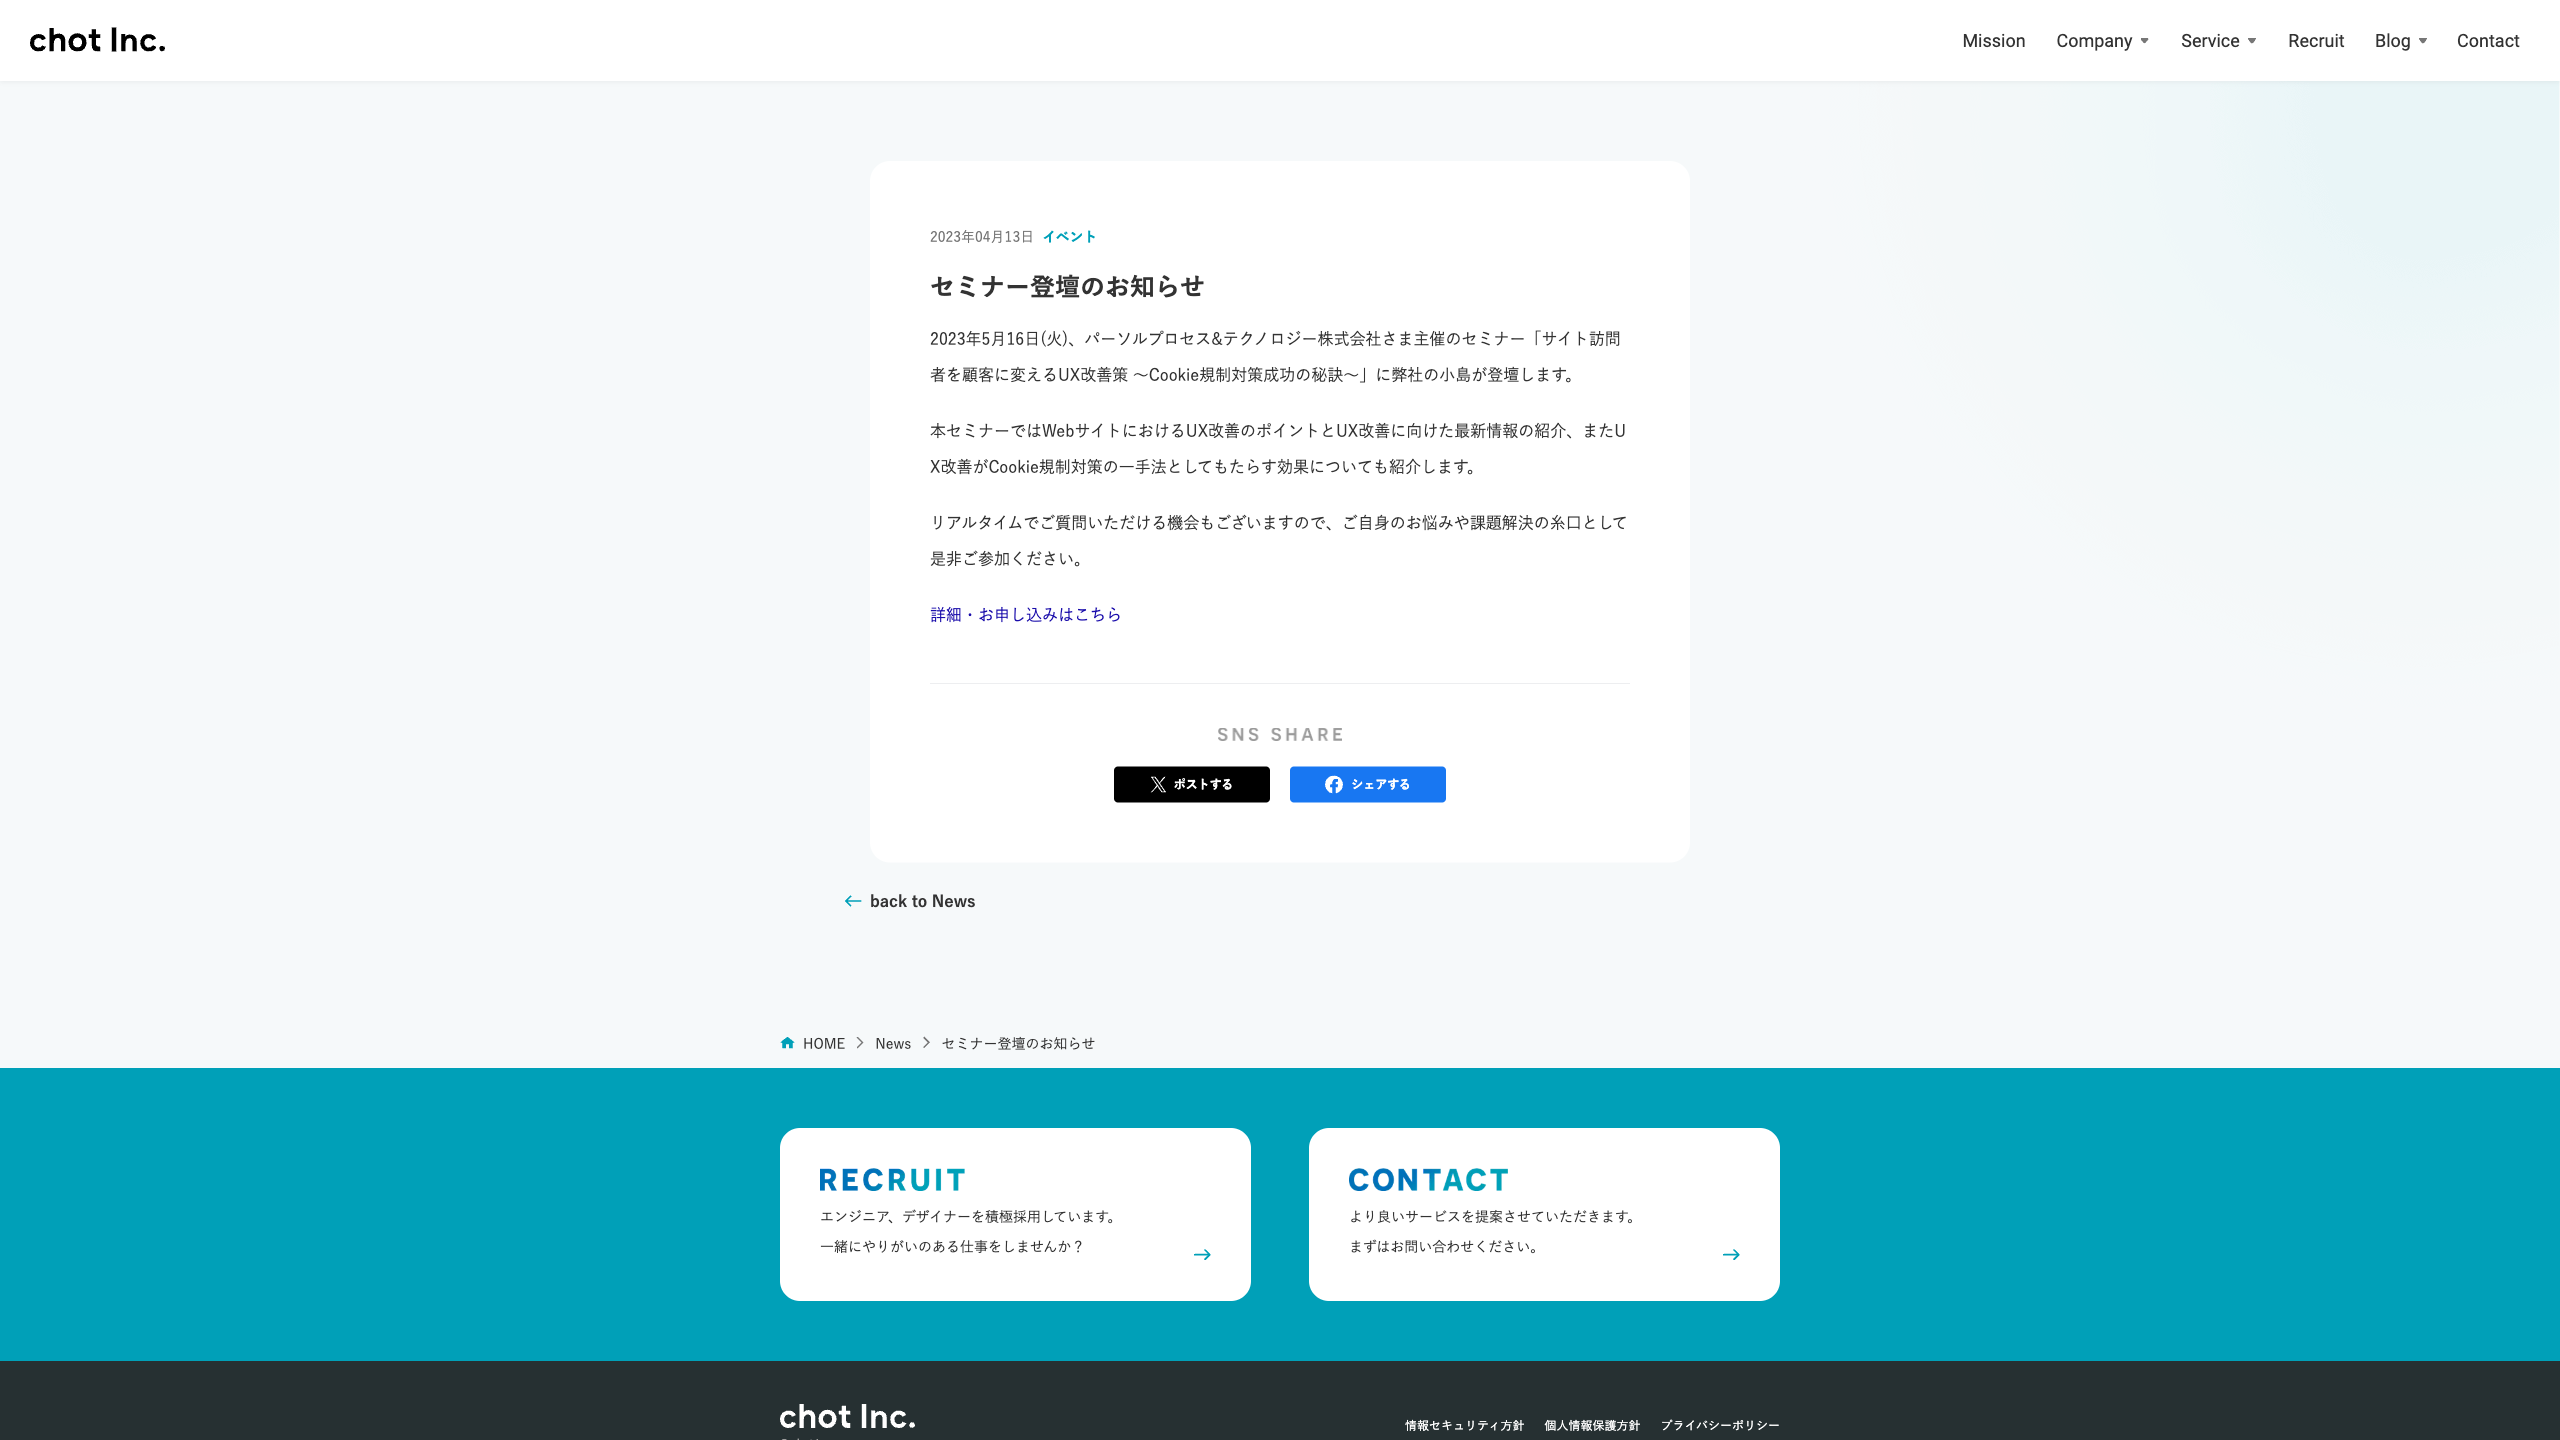 chot Inc.
Mission Company Service Recruit Blog Contact
2023年04月13日 イベント
セミナー登壇のお知らせ
2023年5月16日(火)、パーソルプロセス&テクノロジー株式会社さま主催のセミナー「サイト訪問
者を顧客に変えるUX改善策 〜Cookie規制対策成功の秘訣〜」に弊社の小島が登壇します。
本セミナーではWebサイトにおけるUX改善のポイントとUX改善に向けた最新情報の紹介、またU
X改善がCookie規制対策の一手法としてもたらす効果についても紹介します。
リアルタイムでご質問いただける機会もございますので、ご自身のお悩みや課題解決の糸口として
是非ご参加ください。
詳細・お申し込みはこちら
SNS SHARE
ポストする シェアする
back to News
HOME News セミナー登壇のお知らせ
RECRUIT
エンジニア、デザイナーを積極採用しています。
一緒にやりがいのある仕事をしませんか？
CONTACT
より良いサービスを提案させていただきます。
まずはお問い合わせください。
chot Inc.
情報セキュリティ方針 個人情報保護方針 プライバシーポリシー